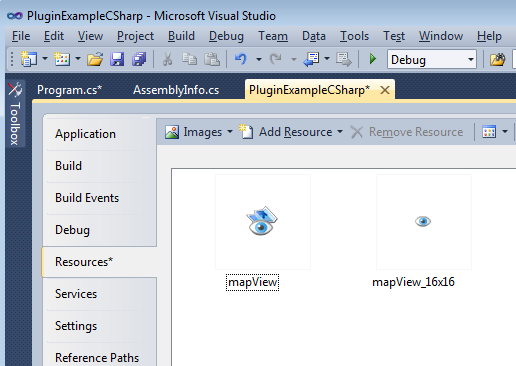 PluginExampleCSharp - Microsoft Visual Studio
File Edit View Project Build Debug Team Data Tools Test Window Help
Debug
Program.cs* AssemblyInfo.cs PluginExampleCSharp*
Toolbox
Images Add Resource Remove Resource
Application
Build
Build Events
Debug
Resources*
Services
Settings
Reference Paths
mapView mapView_16x16